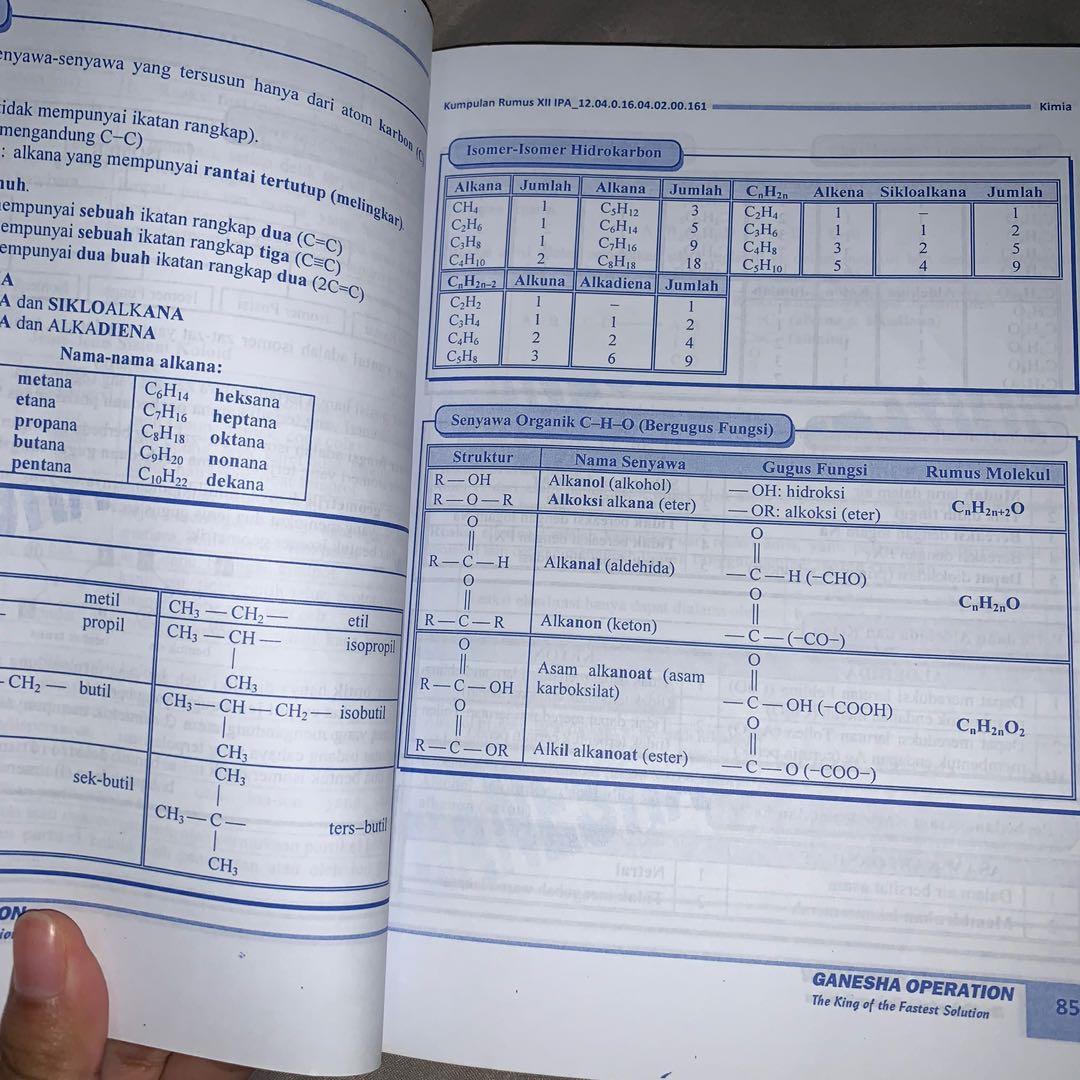 enyawa-senyawa yang tersusun hanya dari atom karbon (C
idak mempunyai ikatan rangkap).
mengandung C–C)
: alkana yang mempunyai rantai tertutup (melingkar).
nuh.
empunyai sebuah ikatan rangkap dua (C=C)
empunyai sebuah ikatan rangkap tiga (C≡C)
empunyai dua buah ikatan rangkap dua (2C=C)
A
A dan SIKLOALKANA
A dan ALKADIENA
Nama-nama alkana:
metana C₆H₁₄ heksana
etana C₇H₁₆ heptana
propana C₈H₁₈ oktana
butana C₉H₂₀ nonana
pentana C₁₀H₂₂ dekana
metil CH₃ — CH₂ — etil
propil CH₃ — CH — isopropil
|
CH₃
CH₂ — butil CH₃ — CH — CH₂ — isobutil
|
CH₃
sek-butil CH₃
|
CH₃ — C — ters–butil
|
CH₃
ON
Kumpulan Rumus XII IPA_12.04.0.16.04.02.00.161 Kimia
Isomer-Isomer Hidrokarbon
Alkana Jumlah Alkana Jumlah CₙH₂ₙ Alkena Sikloalkana Jumlah
CH₄ 1 C₅H₁₂ 3 C₂H₄ 1 – 1
C₂H₆ 1 C₆H₁₄ 5 C₃H₆ 1 1 2
C₃H₈ 1 C₇H₁₆ 9 C₄H₈ 3 2 5
C₄H₁₀ 2 C₈H₁₈ 18 C₅H₁₀ 5 4 9
CₙH₂ₙ₋₂ Alkuna Alkadiena Jumlah
C₂H₂ 1 – 1
C₃H₄ 1 1 2
C₄H₆ 2 2 4
C₅H₈ 3 6 9
Senyawa Organik C–H–O (Bergugus Fungsi)
Struktur Nama Senyawa Gugus Fungsi Rumus Molekul
R — OH Alkanol (alkohol) — OH: hidroksi
R — O — R Alkoksi alkana (eter) — OR: alkoksi (eter) CₙH₂ₙ₊₂O
O O
|| ||
R — C — H Alkanal (aldehida) — C — H (–CHO)
O O CₙH₂ₙO
|| ||
R — C — R Alkanon (keton) — C — (–CO–)
O O
|| Asam alkanoat (asam ||
R — C — OH karboksilat) — C — OH (–COOH)
O O CₙH₂ₙO₂
|| ||
R — C — OR Alkil alkanoat (ester) — C — O (–COO–)
GANESHA OPERATION
The King of the Fastest Solution
85